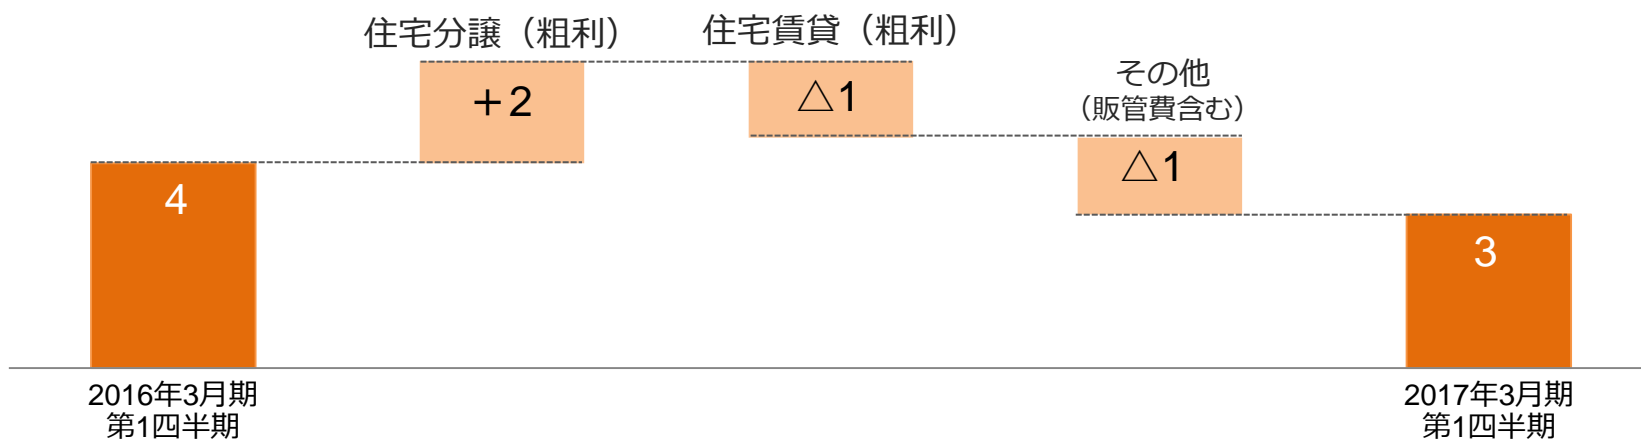 住宅分譲（粗利）
住宅賃貸（粗利）
その他
（販管費含む）
＋2
△1
△1
4
3
2016年3月期
第1四半期
2017年3月期
第1四半期